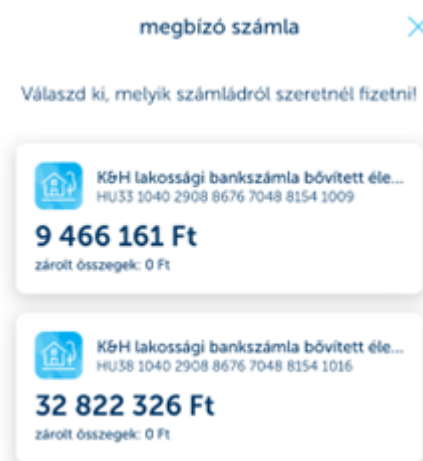 megbízó számla
Válaszd ki, melyik számládról szeretnél fizetni!
K&H lakossági bankszámla bővített éle...
HU33 1040 2908 8676 7048 8154 1009
9 466 161 Ft
zárolt összegek: 0 Ft
K&H lakossági bankszámla bővített éle...
HU38 1040 2908 8676 7048 8154 1016
32 822 326 Ft
zárolt összegek: 0 Ft